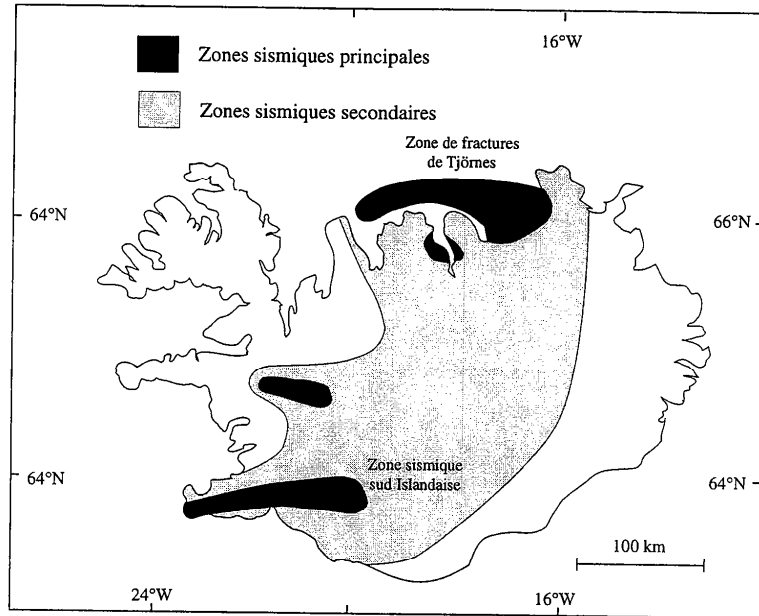 16°W
Zones sismiques principales
Zones sismiques secondaires
Zone de fractures
de Tjörnes
64°N
66°N
Zone sismique
sud Islandaise
64°N
64°N
100 km
24°W
16°W